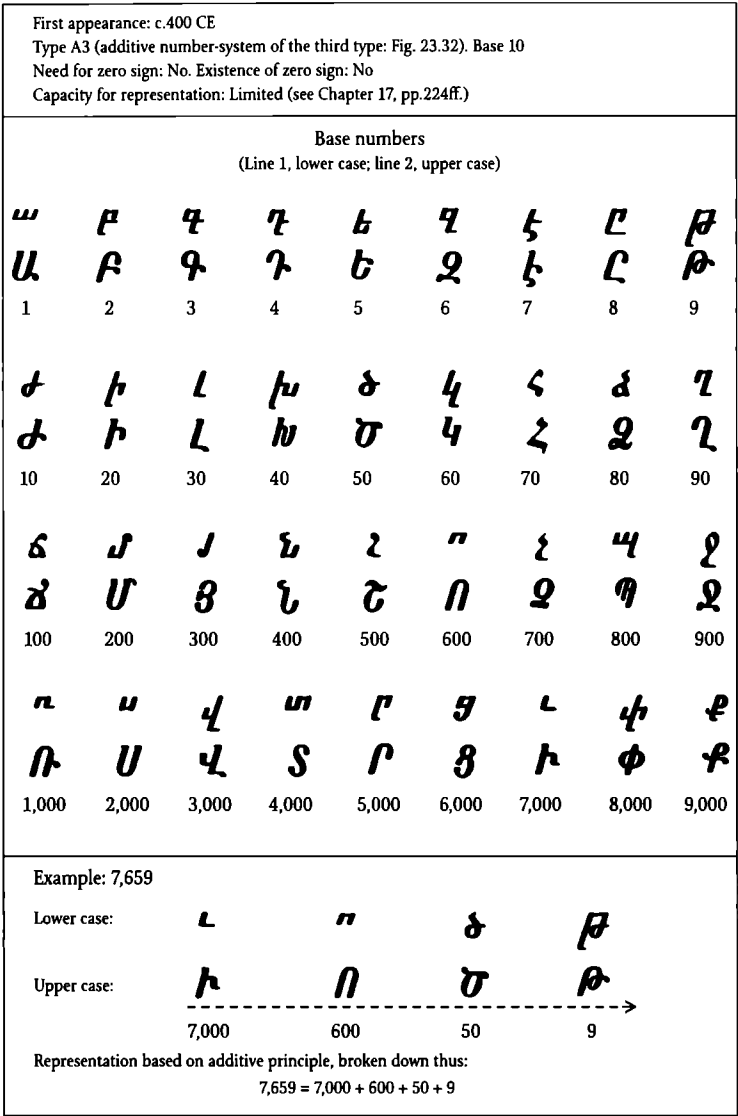 First appearance: c.400 CE
Type A3 (additive number-system of the third type: Fig. 23.32). Base 10
Need for zero sign: No. Existence of zero sign: No
Capacity for representation: Limited (see Chapter 17, pp.224ff.)
Base numbers
(Line 1, lower case; line 2, upper case)
ա բ գ դ ե զ է ը թ
Ա Բ Գ Դ Ե Զ Է Ը Թ
1 2 3 4 5 6 7 8 9
ժ ի լ խ ծ կ հ ձ ղ
Ժ Ի Լ Խ Ծ Կ Հ Ձ Ղ
10 20 30 40 50 60 70 80 90
ճ մ յ ն շ ո չ պ ջ
Ճ Մ Յ Ն Շ Ո Չ Պ Ջ
100 200 300 400 500 600 700 800 900
ռ ս վ տ ր ց ւ փ ք
Ռ Ս Վ Տ Ր Ց Ւ Փ Ք
1,000 2,000 3,000 4,000 5,000 6,000 7,000 8,000 9,000
Example: 7,659
Lower case: ւ ո ծ թ
Upper case: Ւ Ո Ծ Թ
7,000 600 50 9
Representation based on additive principle, broken down thus:
7,659 = 7,000 + 600 + 50 + 9